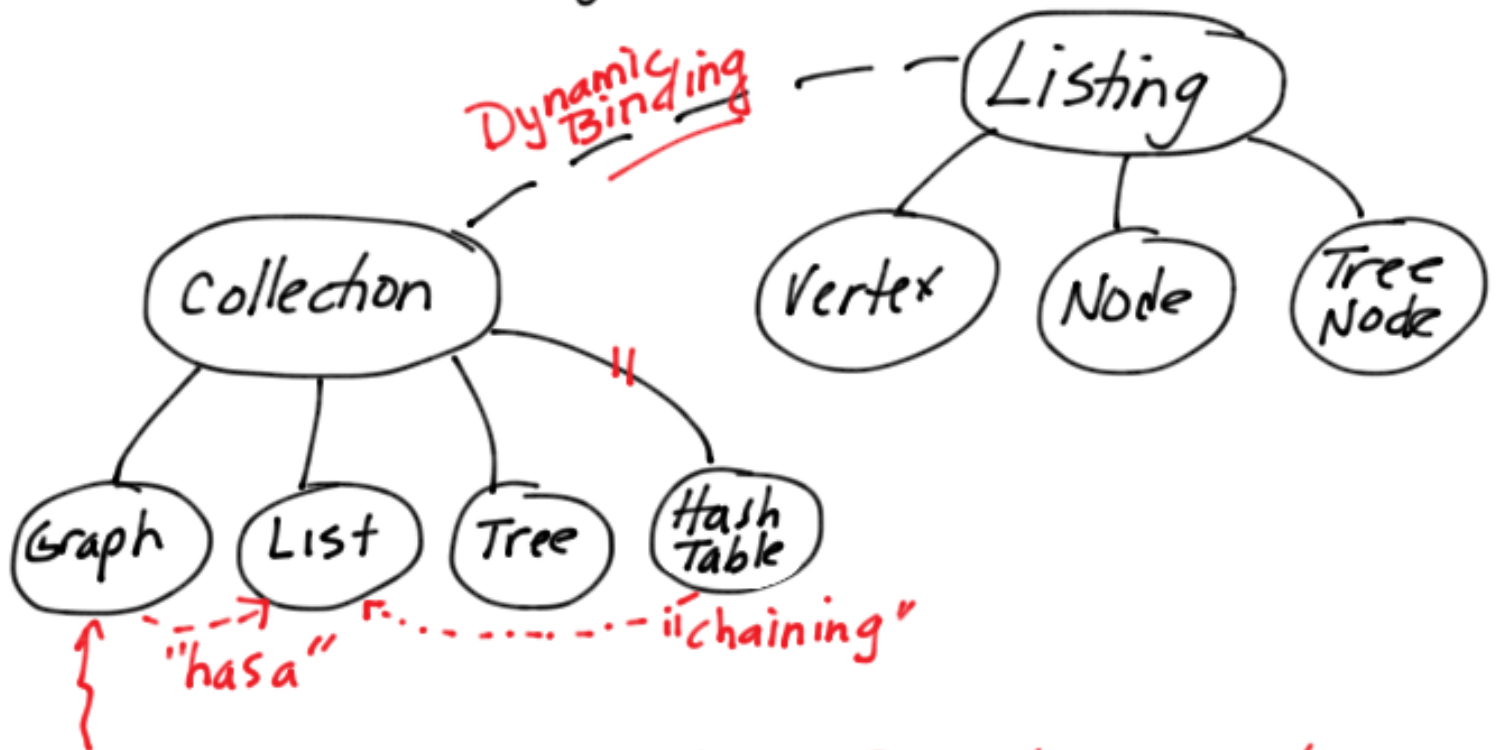 Listing
Dynamic
Binding
Collection
Vertex
Node
Tree
Node
Graph
List
Tree
Hash
Table
"hasa"
"chaining"